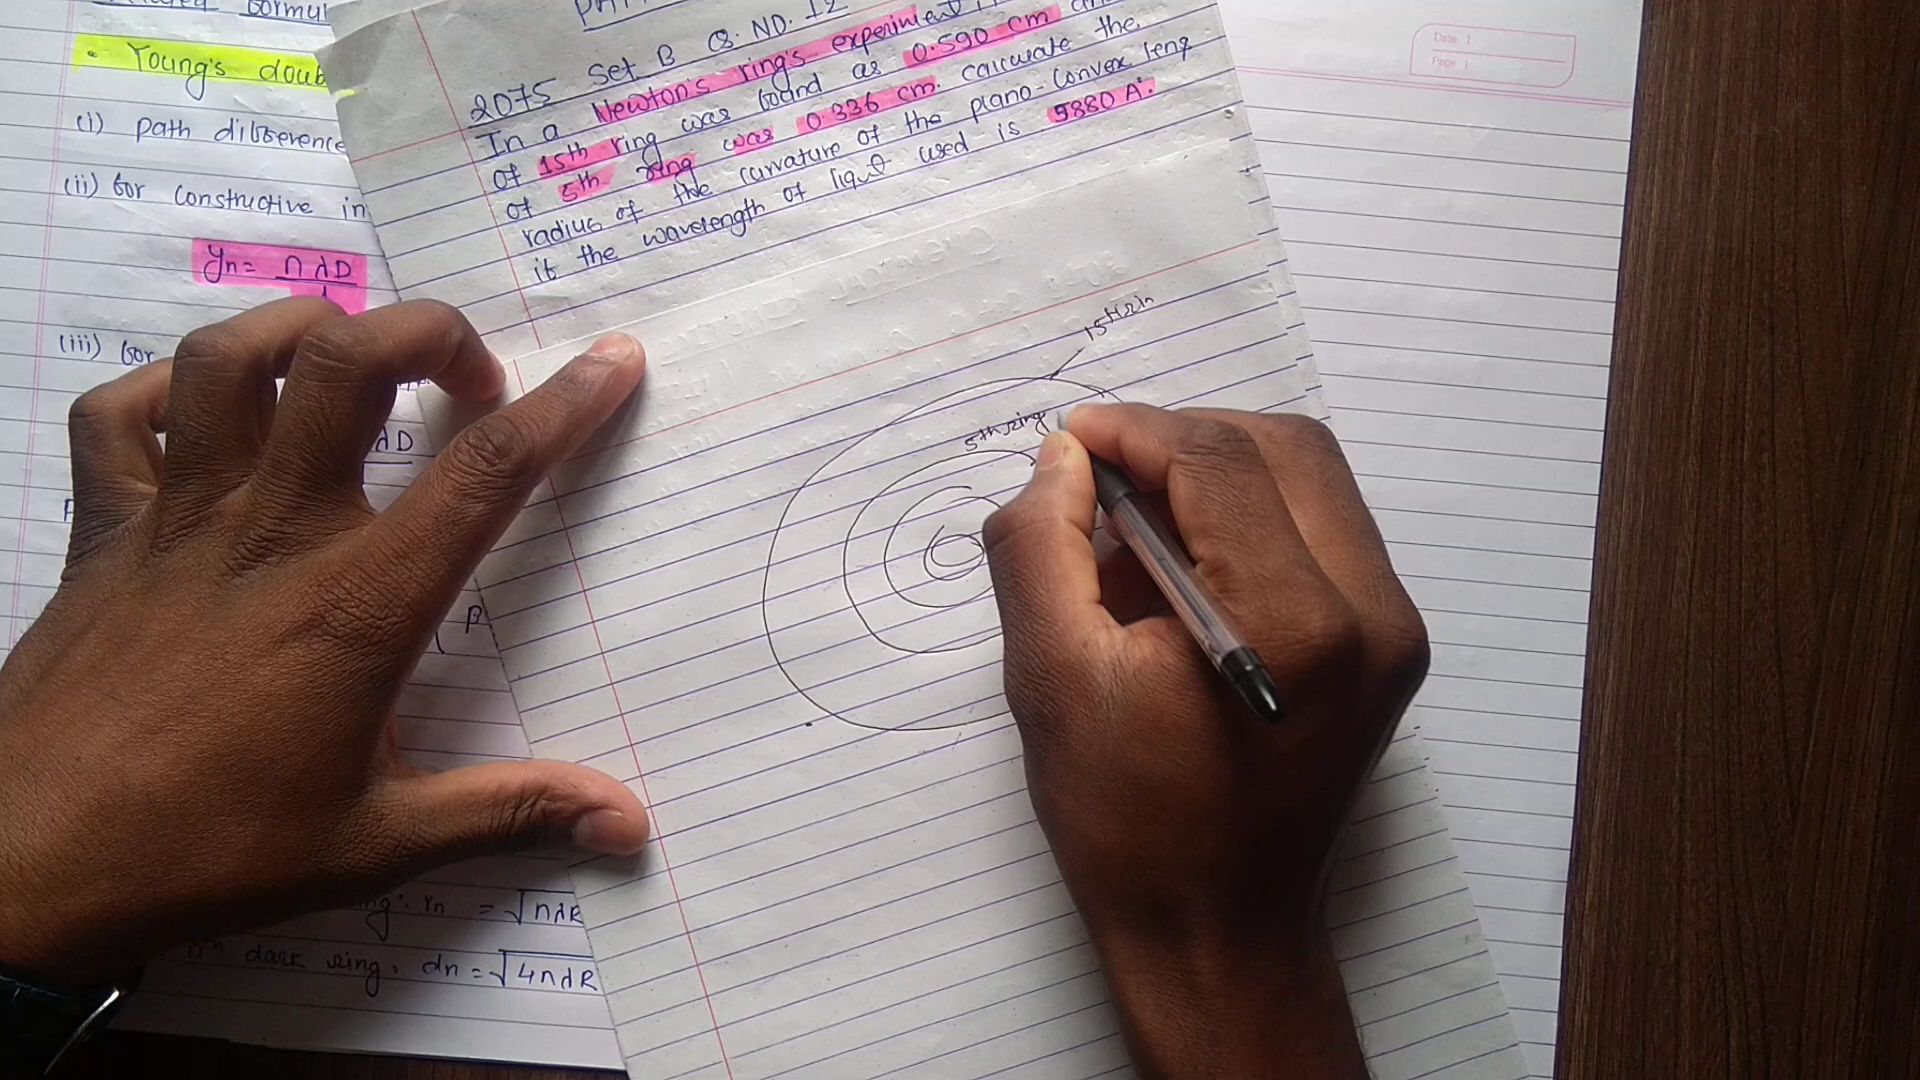 Young's doub
(i) path difference
(ii) for constructive in
yn = nλD
(iii) for
λD
β
rn = √nλR
dark ring, dn = √4nλR
2075 Set B Q. NO. 12
In a Newton's ring's experiment,
of 15th ring was found as 0.590 cm
of 5th ring was 0.336 cm. calculate the
radius of the curvature of the plano-convex lens
if the wavelength of light used is 5880 A°.
Date
Page
15th rin
5th ring